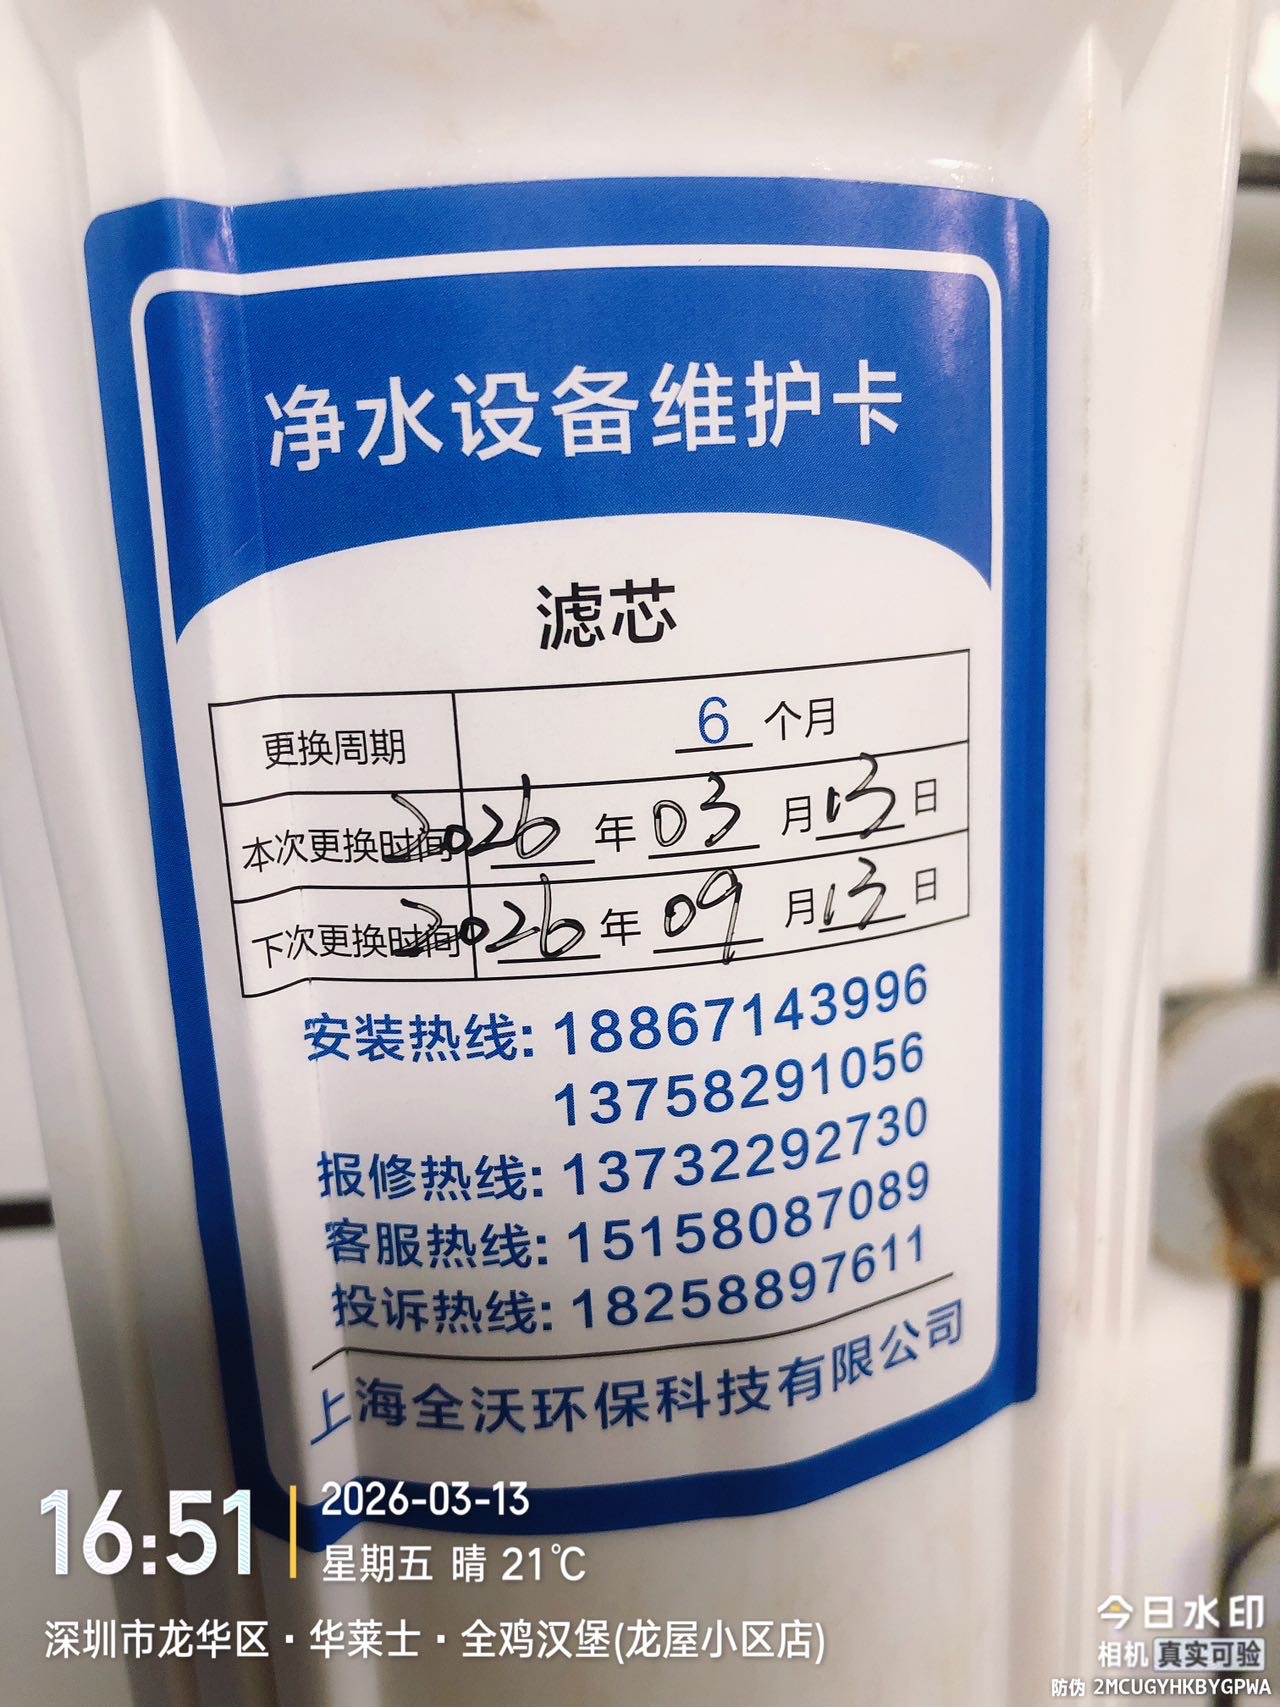 净水设备维护卡
滤芯
更换周期 6 个月
本次更换时间 2026 年 03 月 13 日
下次更换时间 2026 年 09 月 13 日
安装热线: 18867143996
13758291056
报修热线: 13732292730
客服热线: 15158087089
投诉热线: 18258897611
上海全沃环保科技有限公司
16:51 2026-03-13
星期五 晴 21℃
深圳市龙华区·华莱士·全鸡汉堡(龙屋小区店)
今日水印
相机 真实可验
防伪 2MCUGYHKBYGPWA